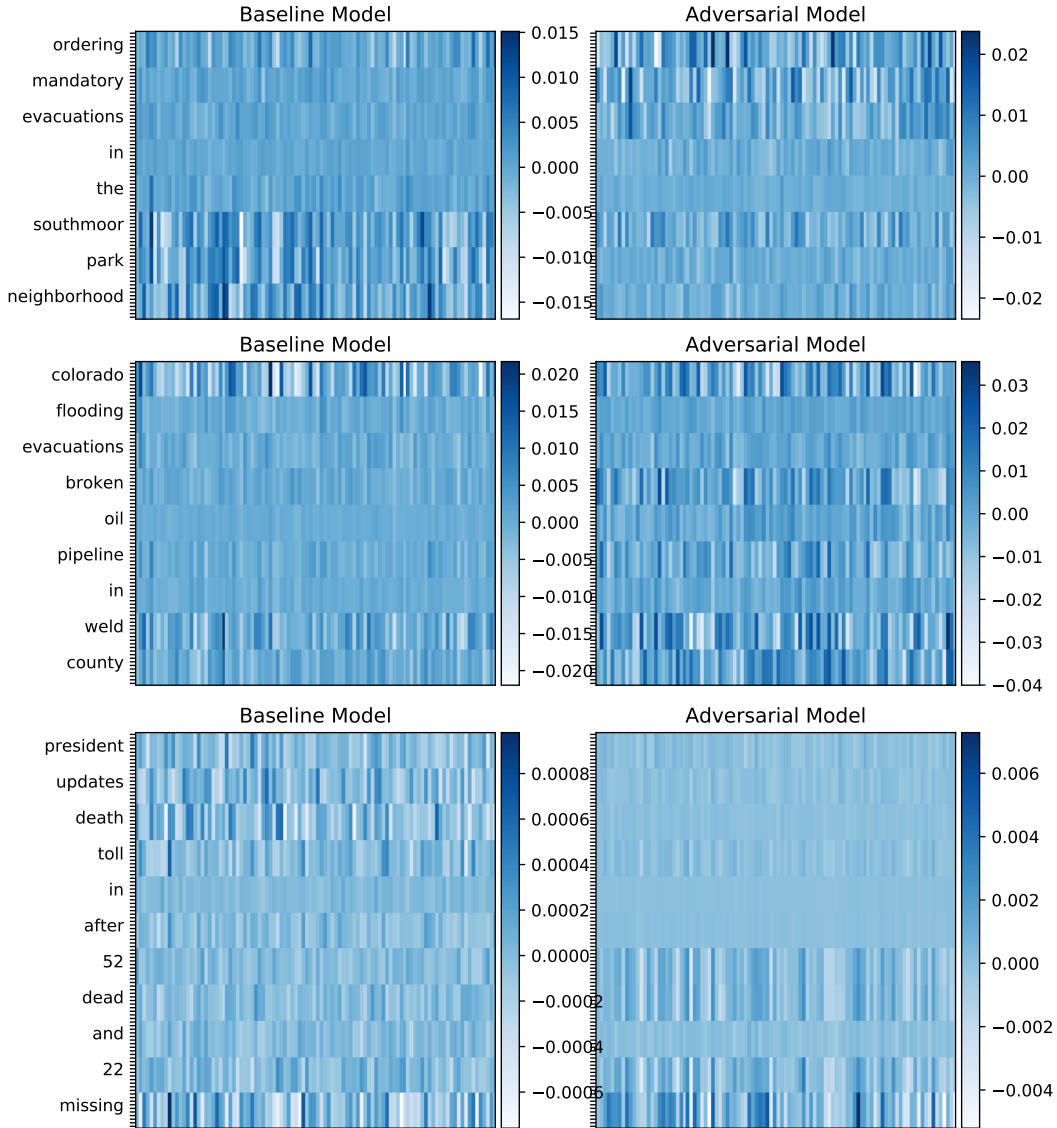 Baseline Model
Adversarial Model
ordering
mandatory
evacuations
in
the
southmoor
park
neighborhood
0.015
0.010
0.005
0.000
−0.005
−0.010
−0.015
0.02
0.01
0.00
−0.01
−0.02
Baseline Model
Adversarial Model
colorado
flooding
evacuations
broken
oil
pipeline
in
weld
county
0.020
0.015
0.010
0.005
0.000
−0.005
−0.010
−0.015
−0.020
0.03
0.02
0.01
0.00
−0.01
−0.02
−0.03
−0.04
Baseline Model
Adversarial Model
president
updates
death
toll
in
after
52
dead
and
22
missing
0.0008
0.0006
0.0004
0.0002
0.0000
−0.0002
−0.0004
−0.0006
0.006
0.004
0.002
0.000
−0.002
−0.004